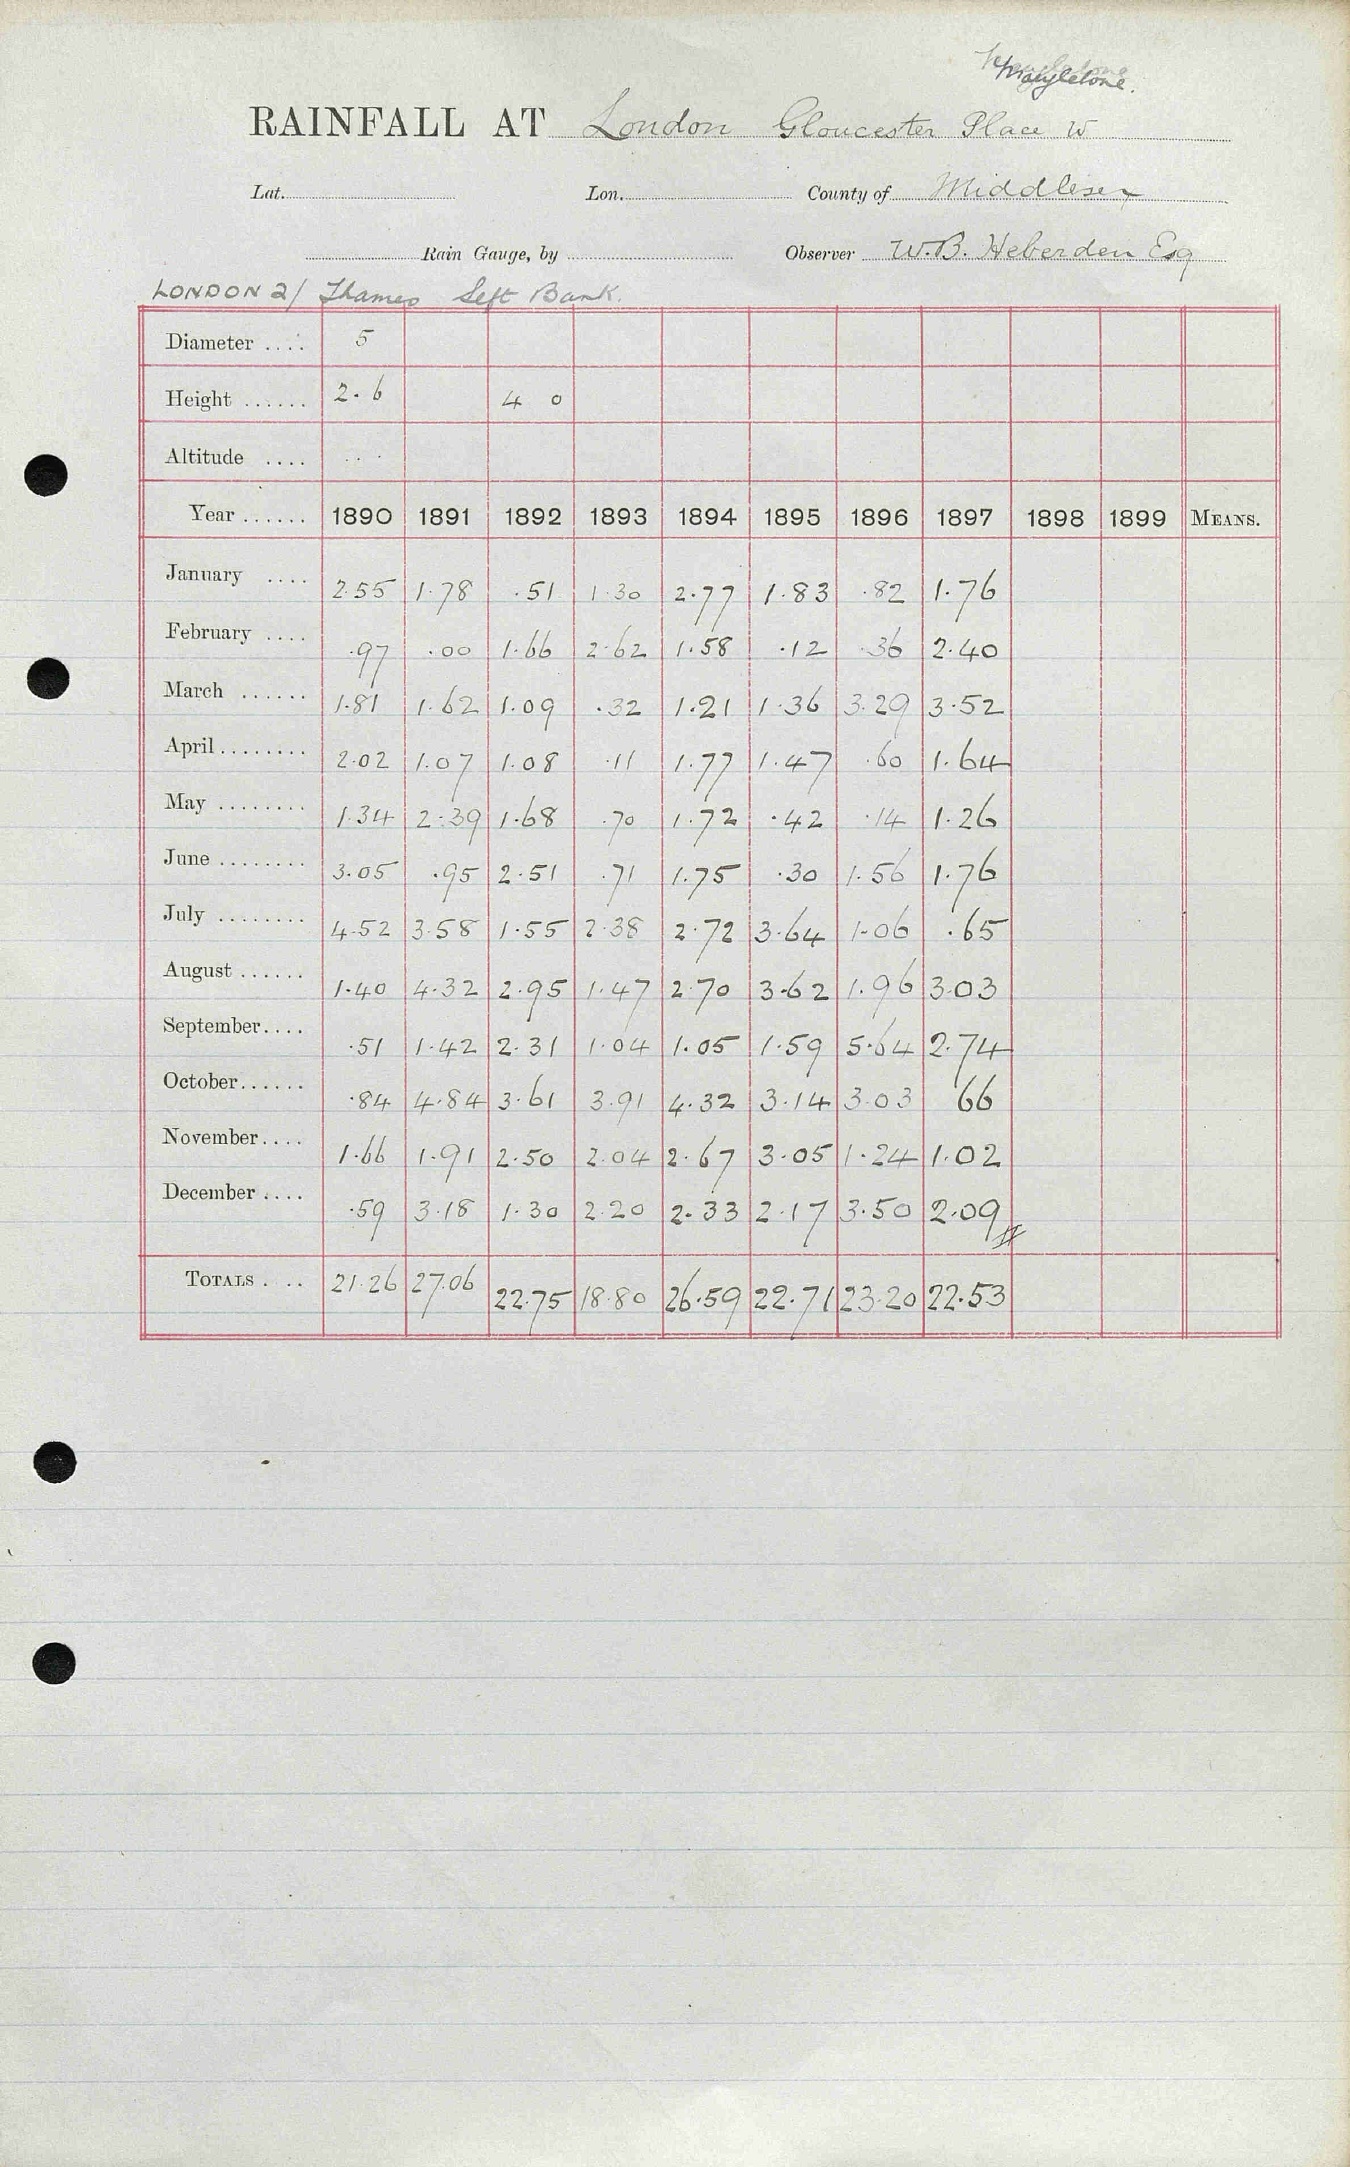 Marylebone.
RAINFALL AT London Gloucester Place W
Lat. Lon. County of Middlesex
Rain Gauge, by Observer W.B. Heberden Esq
LONDON 2/ Thames Left Bank.
Diameter .... 5
Height ...... 2.6 4 0
Altitude .... ...
Year ...... 1890 1891 1892 1893 1894 1895 1896 1897 1898 1899 MEANS.
January .... 2.55 1.78 .51 1.30 2.77 1.83 .82 1.76
February .... .97 .00 1.66 2.62 1.58 .12 .36 2.40
March ...... 1.81 1.62 1.09 .32 1.21 1.36 3.29 3.52
April ........ 2.02 1.07 1.08 .11 1.77 1.47 .60 1.64
May ........ 1.34 2.39 1.68 .70 1.72 .42 .14 1.26
June ........ 3.05 .95 2.51 .71 1.75 .30 1.56 1.76
July ........ 4.52 3.58 1.55 2.38 2.72 3.64 1.06 .65
August ...... 1.40 4.32 2.95 1.47 2.70 3.62 1.96 3.03
September.... .51 1.42 2.31 1.04 1.05 1.59 5.64 2.74
October...... .84 4.84 3.61 3.91 4.32 3.14 3.03 66
November.... 1.66 1.91 2.50 2.04 2.67 3.05 1.24 1.02
December .... .59 3.18 1.30 2.20 2.33 2.17 3.50 2.09
TOTALS . .. 21.26 27.06 22.75 18.80 26.59 22.71 23.20 22.53